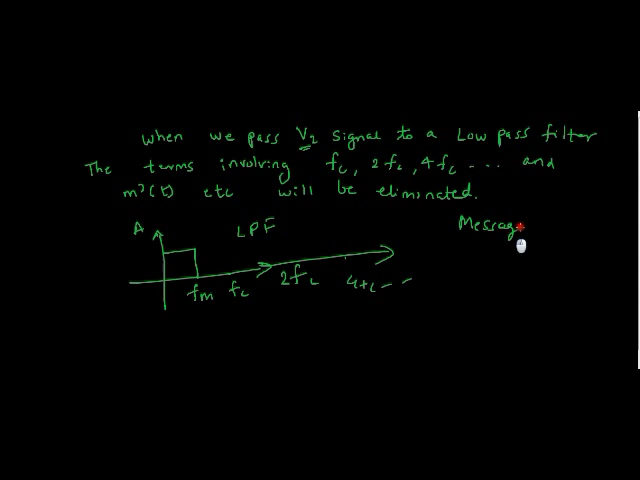 when we pass V2 signal to a Low pass filter
The terms involving fc, 2fc, 4fc ... and
m²(t) etc will be eliminated.
A LPF Messag
fm fc 2fc 4fc - -